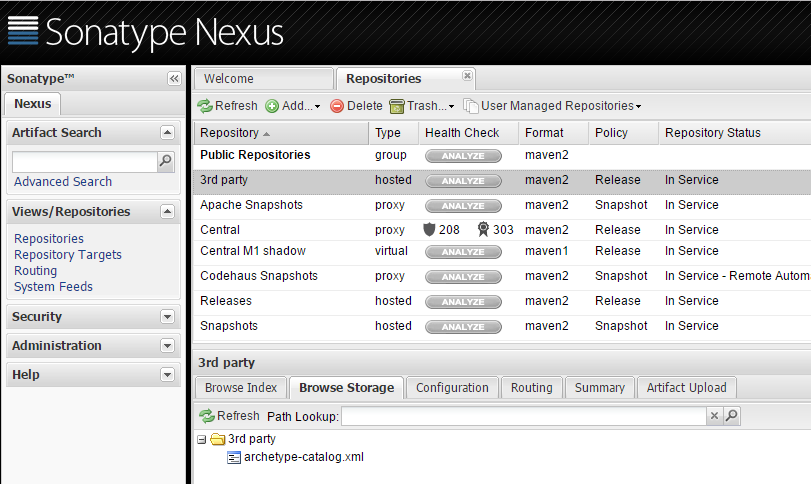 Sonatype Nexus
Sonatype™
Nexus
Artifact Search
Advanced Search
Views/Repositories
Repositories
Repository Targets
Routing
System Feeds
Security
Administration
Help
Welcome
Repositories
Refresh Add... Delete Trash... User Managed Repositories
Repository Type Health Check Format Policy Repository Status
Public Repositories group ANALYZE maven2
3rd party hosted ANALYZE maven2 Release In Service
Apache Snapshots proxy ANALYZE maven2 Snapshot In Service
Central proxy 208 303 maven2 Release In Service
Central M1 shadow virtual ANALYZE maven1 Release In Service
Codehaus Snapshots proxy ANALYZE maven2 Snapshot In Service - Remote Automa
Releases hosted ANALYZE maven2 Release In Service
Snapshots hosted ANALYZE maven2 Snapshot In Service
3rd party
Browse Index Browse Storage Configuration Routing Summary Artifact Upload
Refresh Path Lookup:
3rd party
archetype-catalog.xml